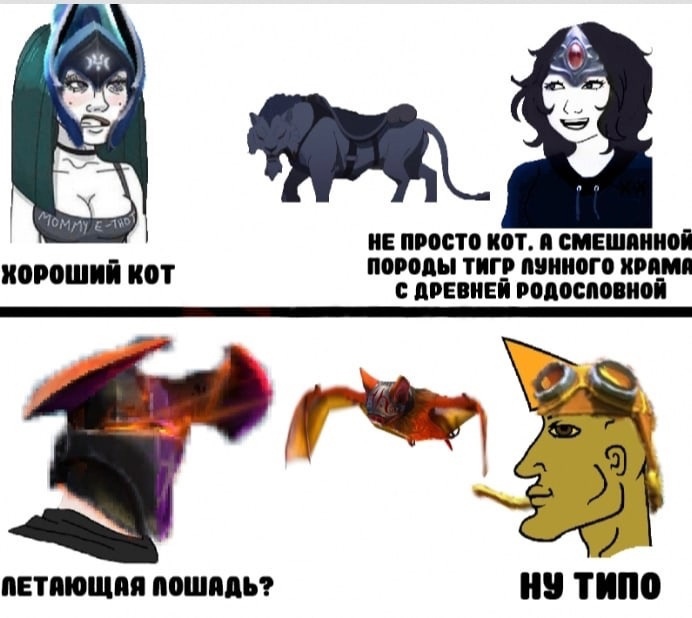 MOMMY E-THOT
ХОРОШИЙ КОТ
НЕ ПРОСТО КОТ. А СМЕШАННОЙ
ПОРОДЫ ТИГР ЛУННОГО ХРАМА
С ДРЕВНЕЙ РОДОСЛОВНОЙ
ЛЕТАЮЩАЯ ЛОШАДЬ?
НУ ТИПО